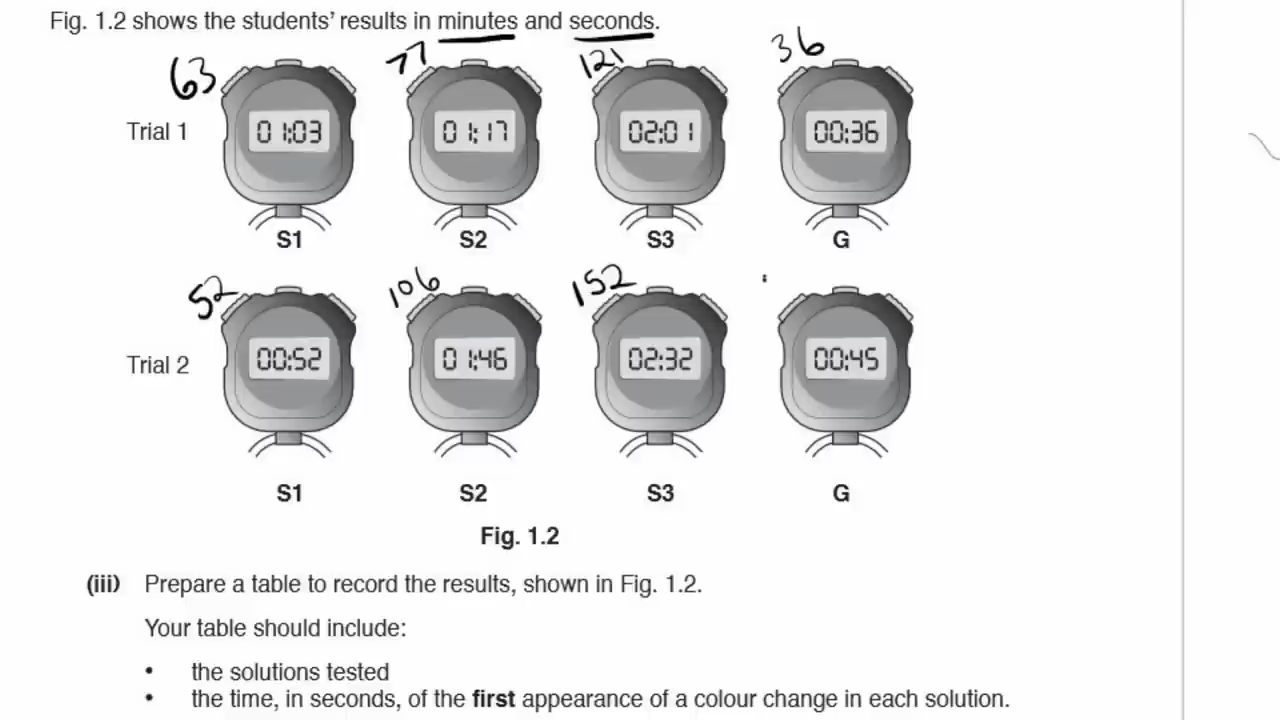 Fig. 1.2 shows the students' results in minutes and seconds.
63 77 121 36
Trial 1 01:03 01:17 02:01 00:36
S1 S2 S3 G
52 106 152
Trial 2 00:52 01:46 02:32 00:45
S1 S2 S3 G
Fig. 1.2
(iii) Prepare a table to record the results, shown in Fig. 1.2.
Your table should include:
• the solutions tested
• the time, in seconds, of the first appearance of a colour change in each solution.